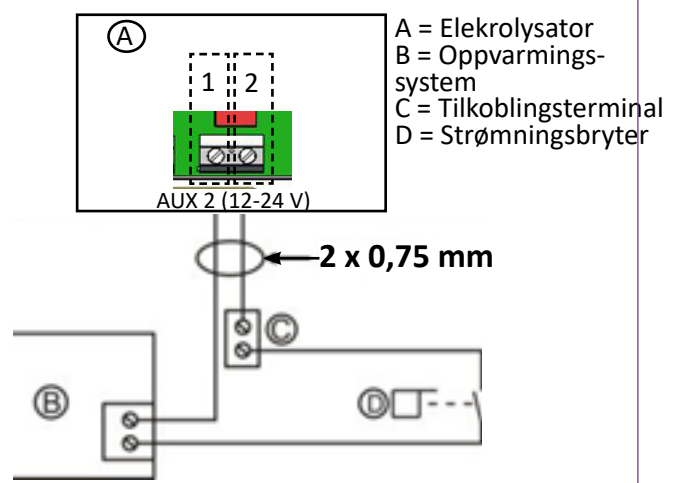 A
1 2
AUX 2 (12-24 V)
A = Elekrolysator
B = Oppvarmings-
system
C = Tilkoblingsterminal
D = Strømningsbryter
2 x 0,75 mm
C
B
D